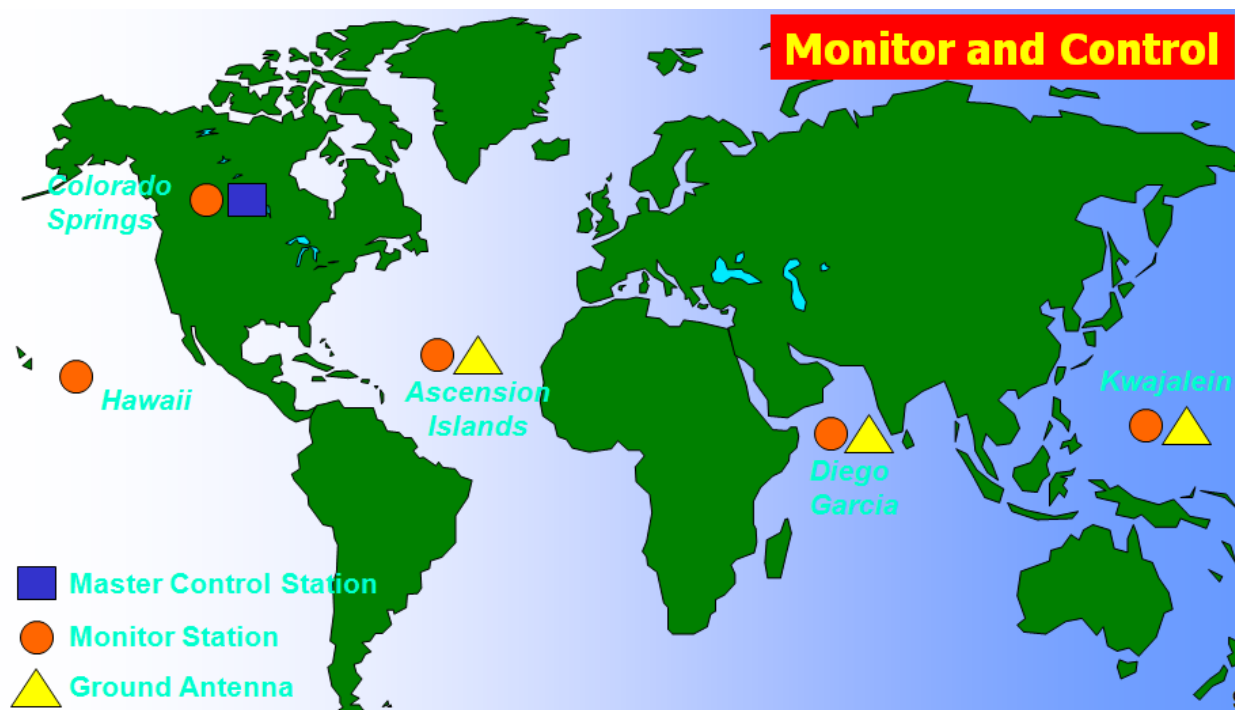 Monitor and Control
Colorado
Springs
Hawaii
Ascension
Islands
Kwajalein
Diego
Garcia
Master Control Station
Monitor Station
Ground Antenna